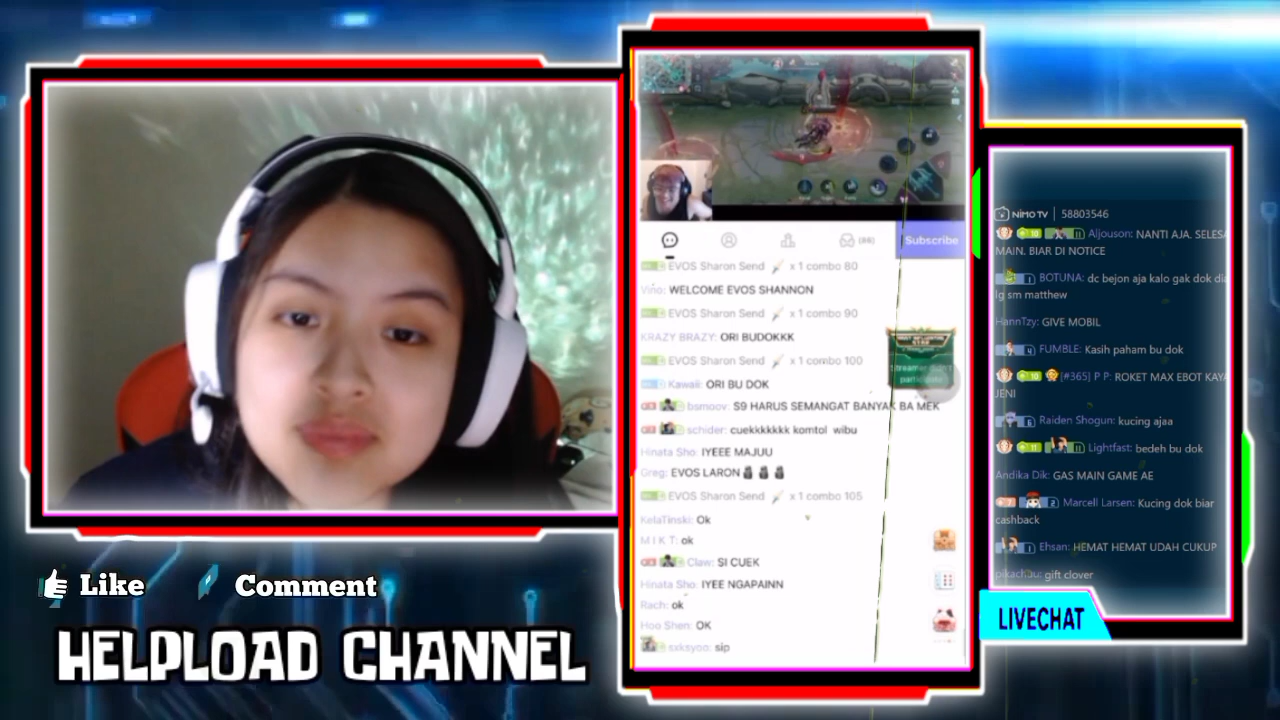 Subscribe
EVOS Sharon Send x 1 combo 80
Vino: WELCOME EVOS SHANNON
EVOS Sharon Send x 1 combo 90
KRAZY BRAZY: ORI BUDOKKK
EVOS Sharon Send x 1 combo 100
Kawaii: ORI BU DOK
bsmoov: S9 HARUS SEMANGAT BANYAK BA MEK
schider: cuekkkkkkk komtol wibu
Hinata Sho: IYEEE MAJUU
Greg: EVOS LARON
EVOS Sharon Send x 1 combo 105
KelaTinski: Ok
M I K T: ok
Claw: SI CUEK
Hinata Sho: IYEE NGAPAINN
Rach: ok
Hoo Shen: OK
sxksyoo: sip
NIMO TV 58803546
Aljouson: NANTI AJA. SELESA
MAIN. BIAR DI NOTICE
BOTUNA: dc bejon aja kalo gak dok dia
lg sm matthew
HannTzy: GIVE MOBIL
FUMBLE: Kasih paham bu dok
[#365] P P: ROKET MAX EBOT KAYA
JENI
Raiden Shogun: kucing ajaa
Lightfast: bedeh bu dok
Andika Dik: GAS MAIN GAME AE
Marcell Larsen: Kucing dok biar
cashback
Ehsan: HEMAT HEMAT UDAH CUKUP
pikachuu: gift clover
LIVECHAT
Like Comment
HELPLOAD CHANNEL